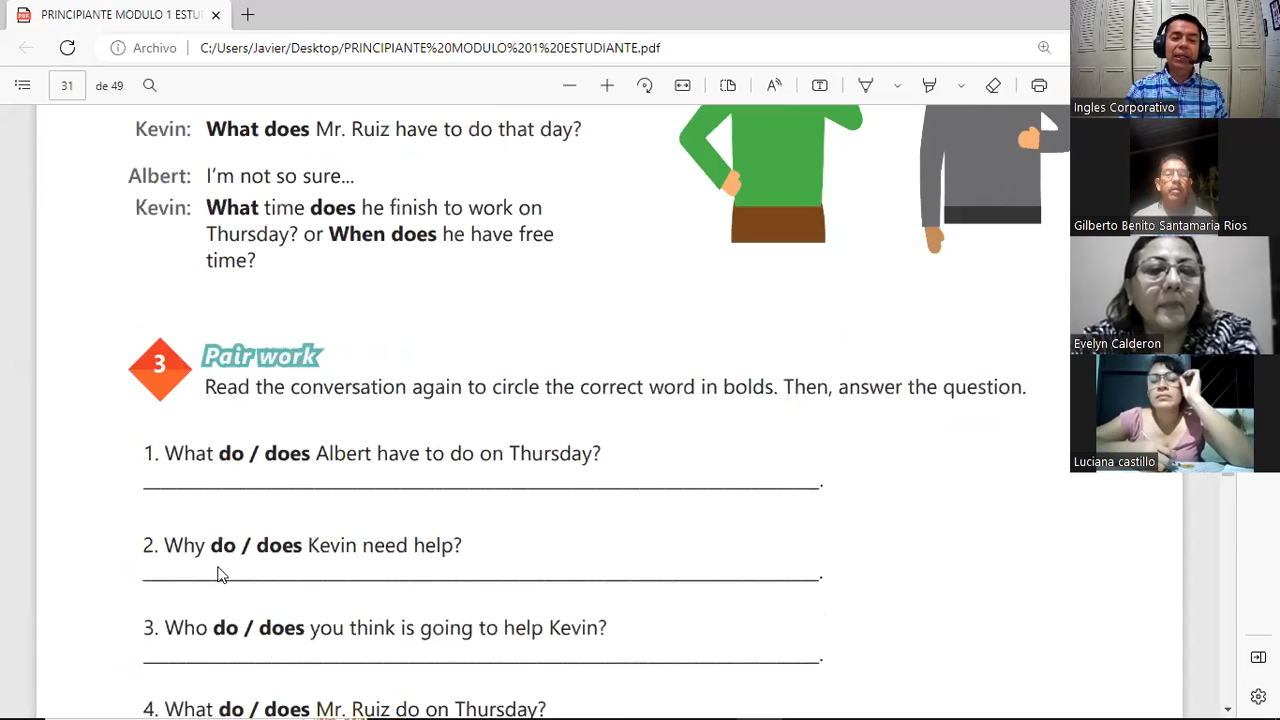 PRINCIPIANTE MODULO 1 ESTU
Archivo
C:/Users/Javier/Desktop/PRINCIPIANTE%20MODULO%201%20ESTUDIANTE.pdf
31
de 49
Kevin: What does Mr. Ruiz have to do that day?
Albert: I'm not so sure...
Kevin: What time does he finish to work on
Thursday? or When does he have free
time?
3
Pair work
Read the conversation again to circle the correct word in bolds. Then, answer the question.
1. What do / does Albert have to do on Thursday?
2. Why do / does Kevin need help?
3. Who do / does you think is going to help Kevin?
4. What do / does Mr. Ruiz do on Thursday?
Ingles Corporativo
Gilberto Benito Santamaria Rios
Evelyn Calderon
Luciana castillo